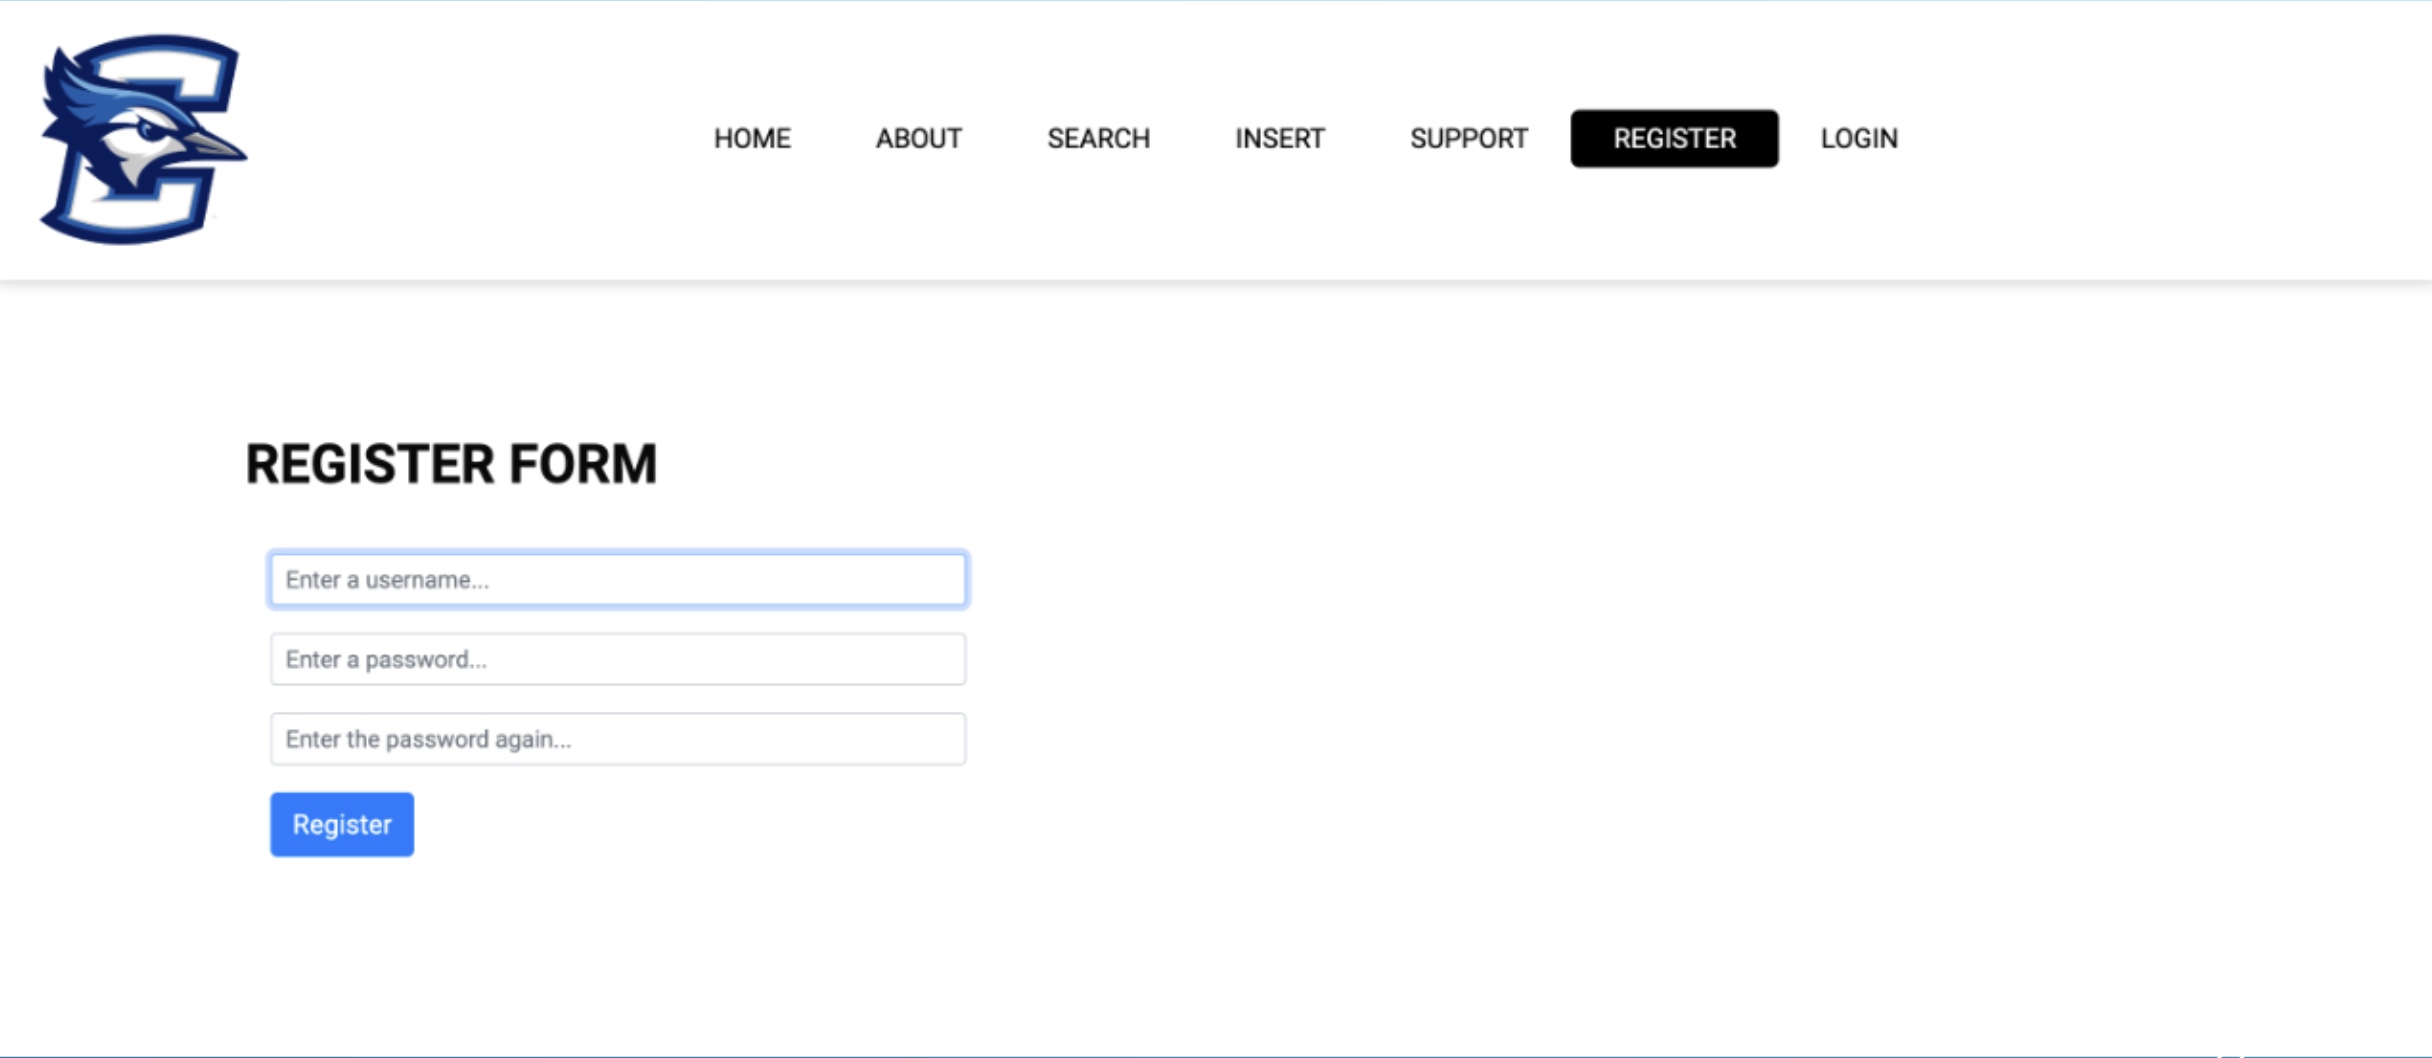 HOME ABOUT SEARCH INSERT SUPPORT REGISTER LOGIN
REGISTER FORM
Enter a username...
Enter a password...
Enter the password again...
Register